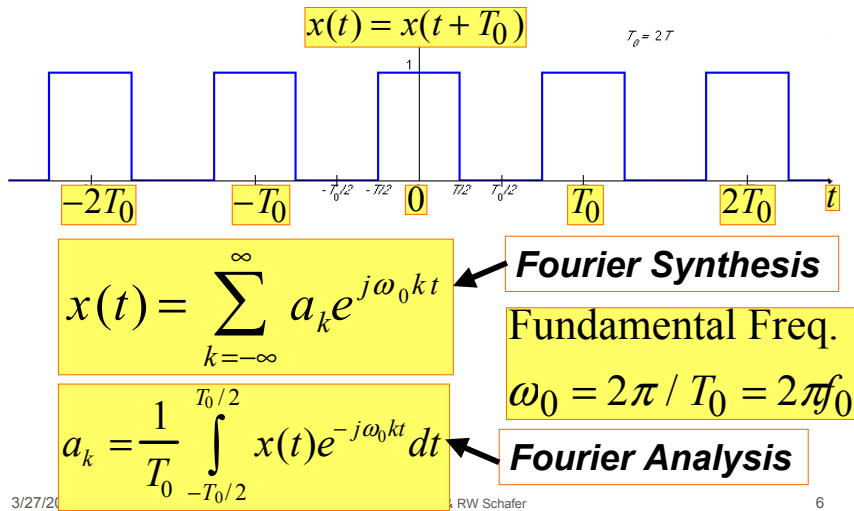 x(t) = x(t + T₀)
T₀ = 2T
1
-2T₀ -T₀ -T₀/2 -T/2 0 T/2 T₀/2 T₀ 2T₀ t
x(t) = ∑_{k=-∞}^{∞} a_k e^{jω₀kt}
Fourier Synthesis
Fundamental Freq.
ω₀ = 2π / T₀ = 2πf₀
a_k = 1/T₀ ∫_{-T₀/2}^{T₀/2} x(t)e^{-jω₀kt}dt
Fourier Analysis
3/27/20 & RW Schafer 6